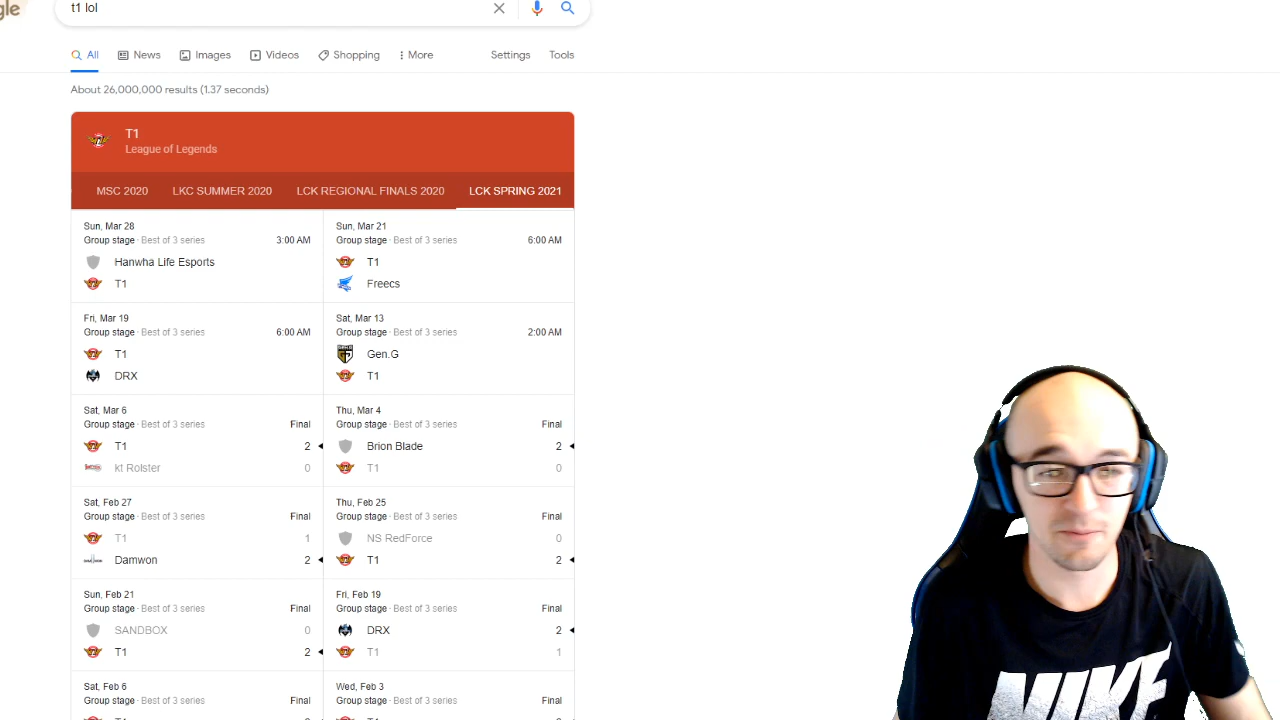 gle
t1 lol
All
News
Images
Videos
Shopping
More
Settings
Tools
About 26,000,000 results (1.37 seconds)
T1
League of Legends
MSC 2020
LKC SUMMER 2020
LCK REGIONAL FINALS 2020
LCK SPRING 2021
Sun, Mar 28
Group stage · Best of 3 series
3:00 AM
Hanwha Life Esports
T1
Sun, Mar 21
Group stage · Best of 3 series
6:00 AM
T1
Freecs
Fri, Mar 19
Group stage · Best of 3 series
6:00 AM
T1
DRX
Sat, Mar 13
Group stage · Best of 3 series
2:00 AM
Gen.G
T1
Sat, Mar 6
Group stage · Best of 3 series
Final
T1 2
kt Rolster 0
Thu, Mar 4
Group stage · Best of 3 series
Final
Brion Blade 2
T1 0
Sat, Feb 27
Group stage · Best of 3 series
Final
T1 1
Damwon 2
Thu, Feb 25
Group stage · Best of 3 series
Final
NS RedForce 0
T1 2
Sun, Feb 21
Group stage · Best of 3 series
Final
SANDBOX 0
T1 2
Fri, Feb 19
Group stage · Best of 3 series
Final
DRX 2
T1 1
Sat, Feb 6
Group stage · Best of 3 series
Final
Wed, Feb 3
Group stage · Best of 3 series
Final
NIKE